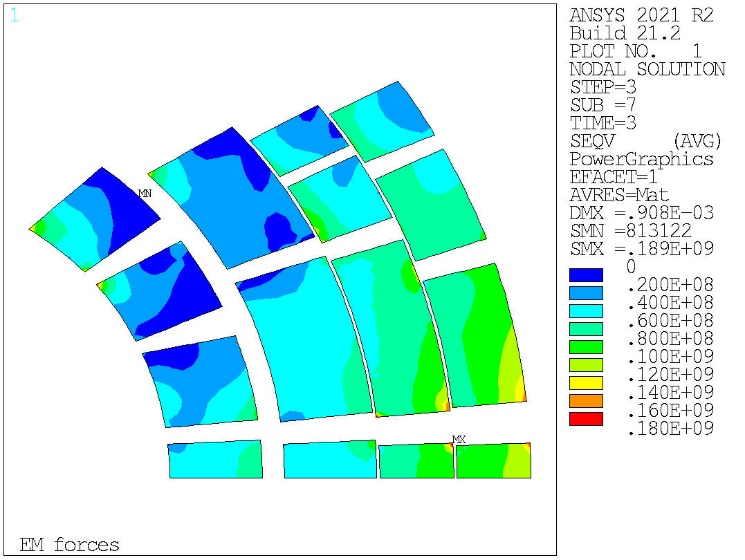 1
ANSYS 2021 R2
Build 21.2
PLOT NO. 1
NODAL SOLUTION
STEP=3
SUB =7
TIME=3
SEQV (AVG)
PowerGraphics
EFACET=1
AVRES=Mat
DMX =.908E-03
SMN =813122
SMX =.189E+09
0
.200E+08
.400E+08
.600E+08
.800E+08
.100E+09
.120E+09
.140E+09
.160E+09
.180E+09
MN
MX
EM forces